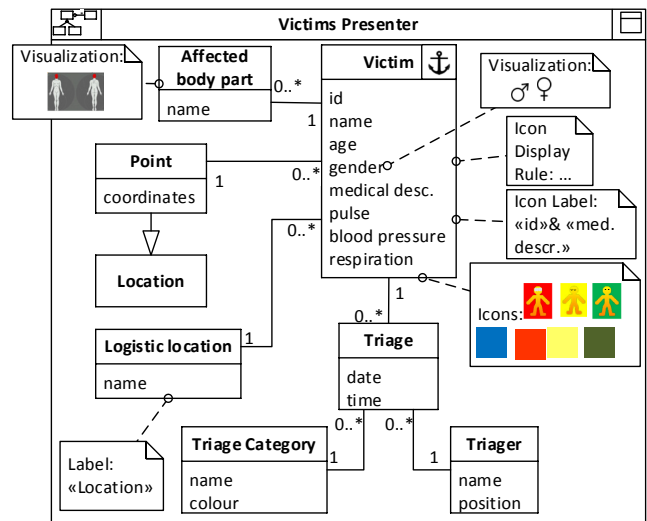 Victims Presenter
Visualization:
Affected
body part
name
0..*
1
Victim
id
name
age
gender
medical desc.
pulse
blood pressure
respiration
Visualization:
Icon
Display
Rule: ...
Icon Label:
«id»& «med.
descr.»
Icons:
Point
coordinates
1
0..*
Location
0..*
Logistic location
name
1
Label:
«Location»
1
0..*
Triage
date
time
0..*
0..*
Triage Category
name
colour
1
Triager
name
position
1